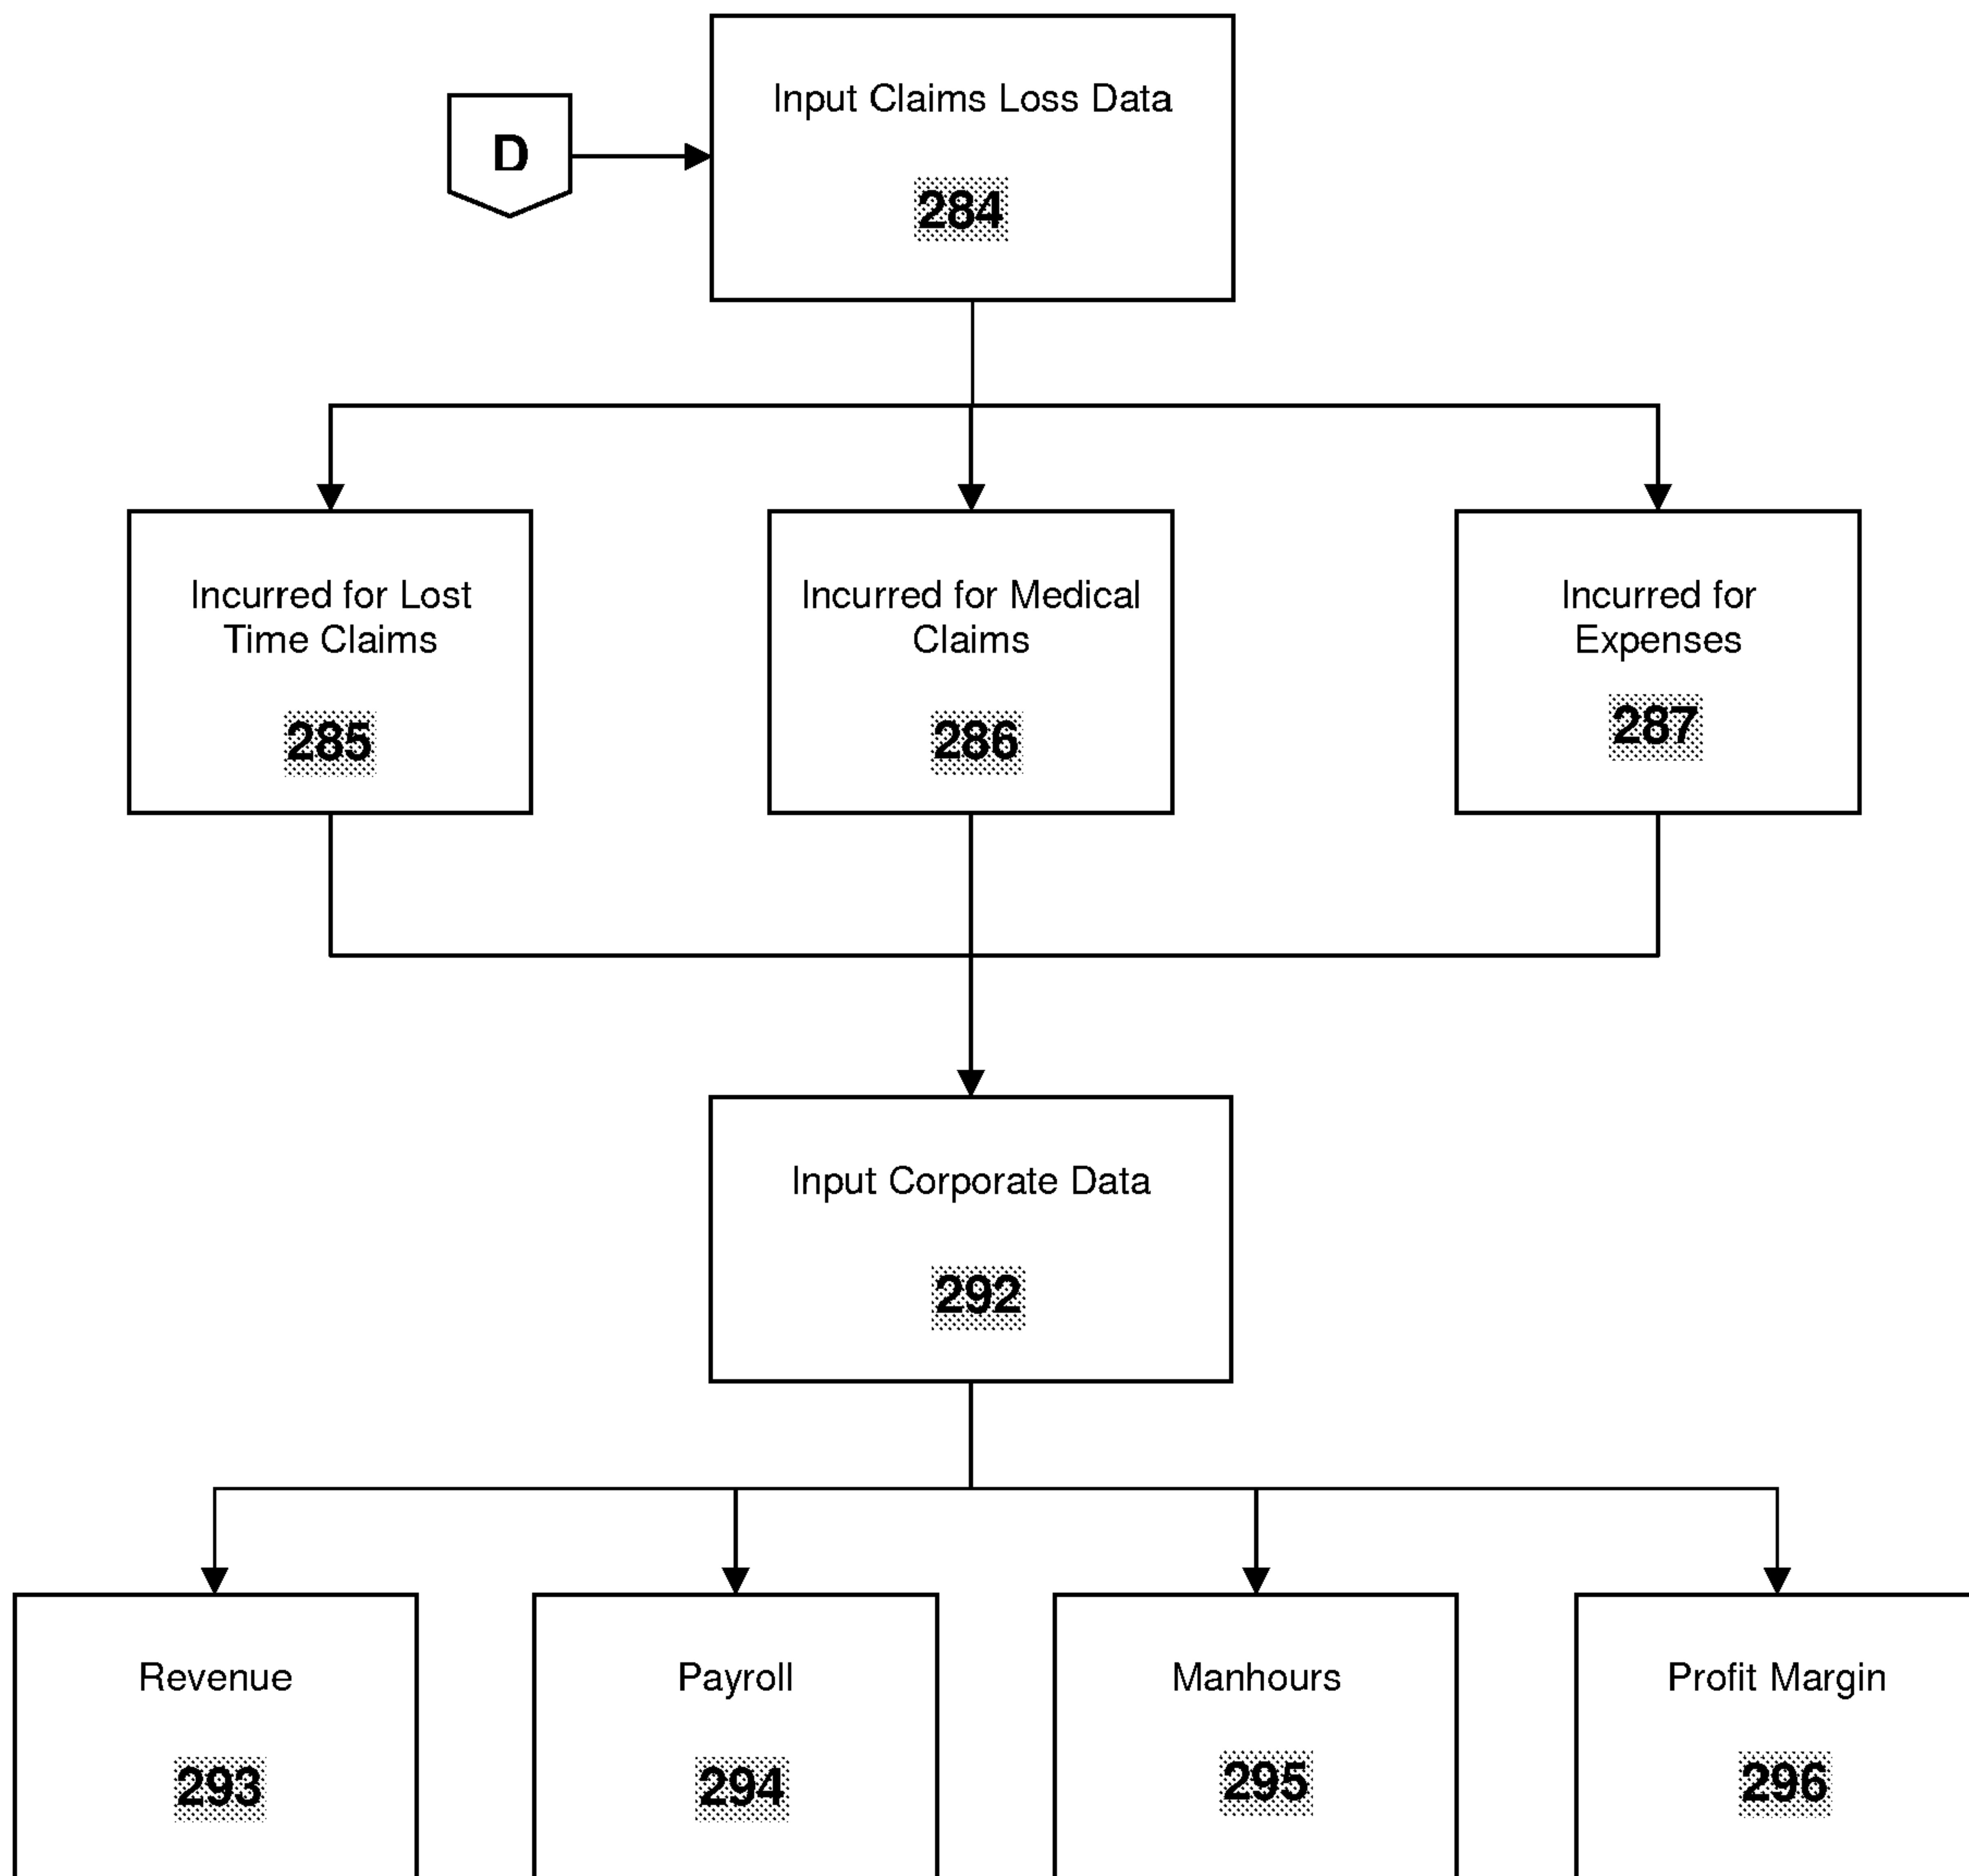 Input Claims Loss Data
D
284
Incurred for Lost
Time Claims
285
Incurred for Medical
Claims
286
Incurred for
Expenses
287
Input Corporate Data
292
Revenue
293
Payroll
294
Manhours
295
Profit Margin
296